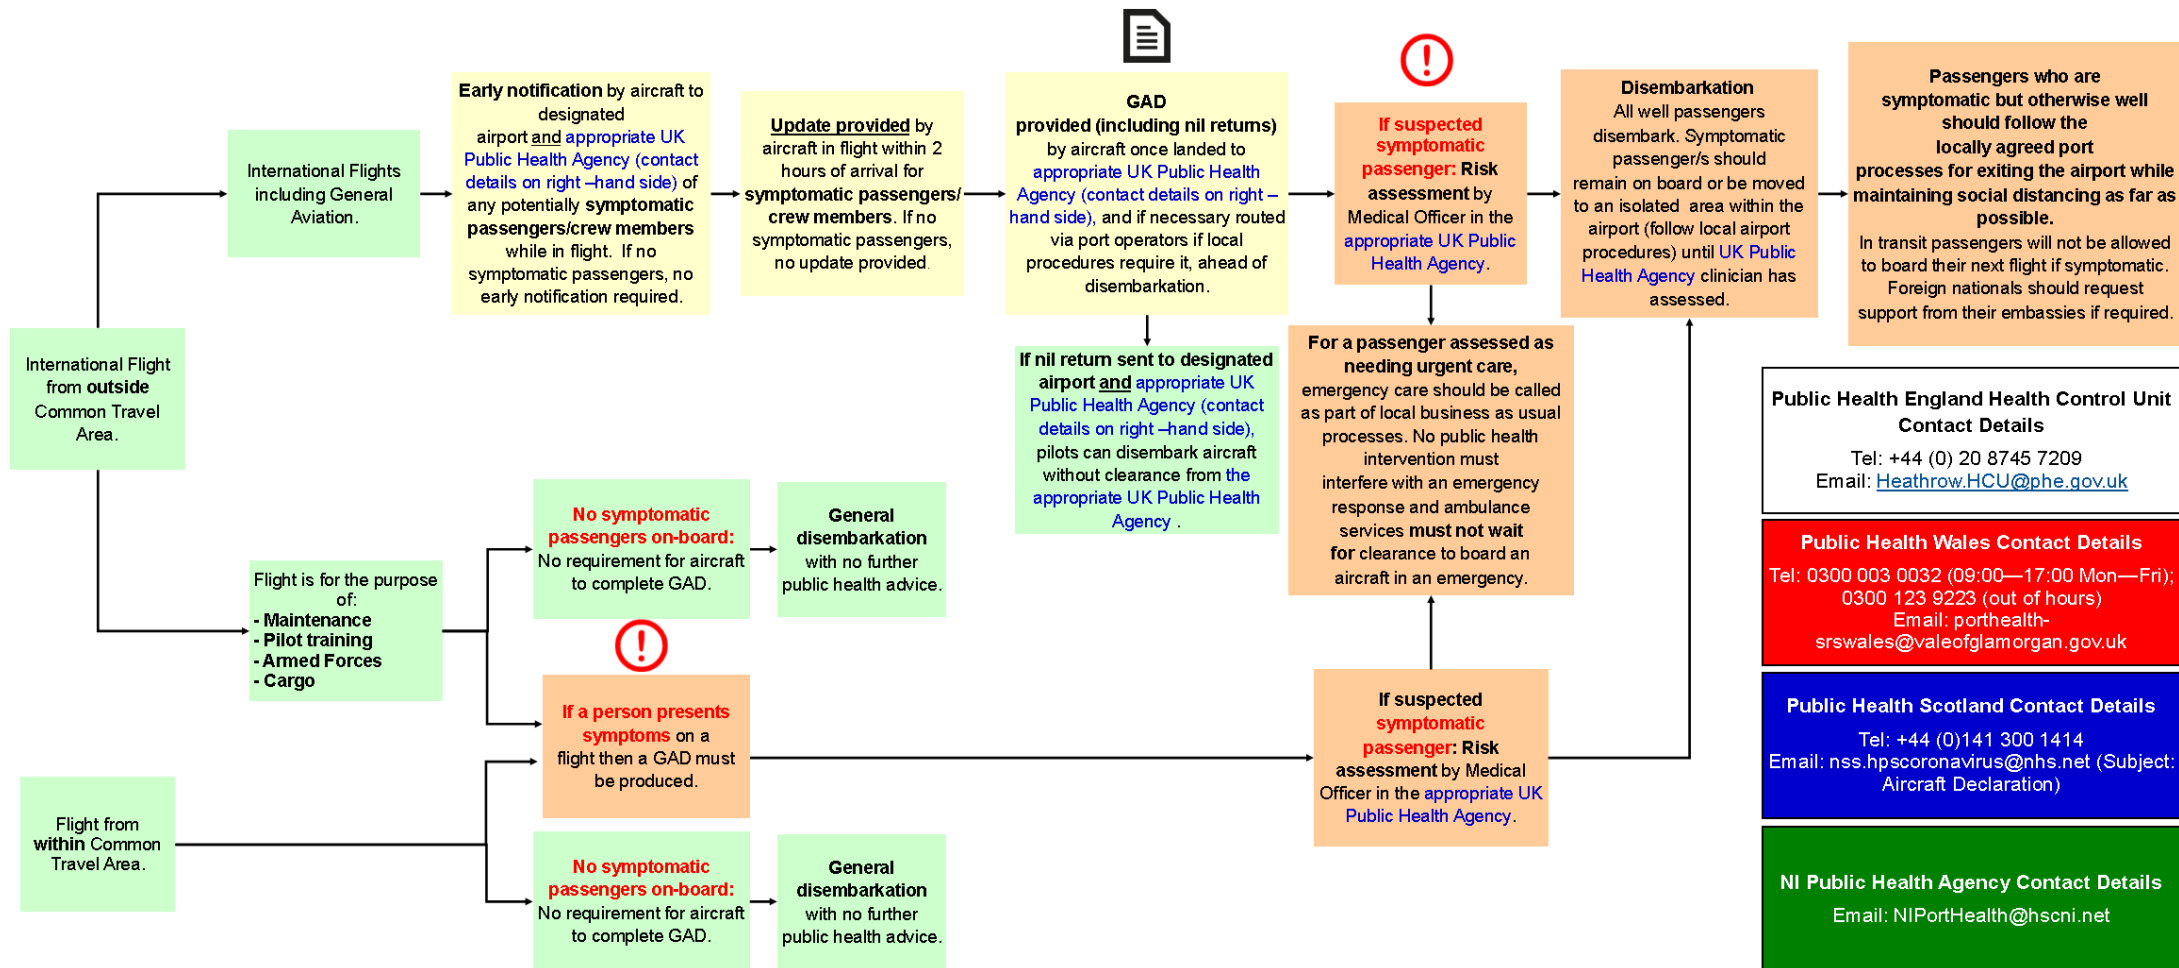 International Flight
from outside
Common Travel
Area.
International Flights
including General
Aviation.
Early notification by aircraft to
designated
airport and appropriate UK
Public Health Agency (contact
details on right –hand side) of
any potentially symptomatic
passengers/crew members
while in flight. If no
symptomatic passengers, no
early notification required.
Update provided by
aircraft in flight within 2
hours of arrival for
symptomatic passengers/
crew members. If no
symptomatic passengers,
no update provided.
GAD
provided (including nil returns)
by aircraft once landed to
appropriate UK Public Health
Agency (contact details on right –
hand side), and if necessary routed
via port operators if local
procedures require it, ahead of
disembarkation.
If nil return sent to designated
airport and appropriate UK
Public Health Agency (contact
details on right –hand side),
pilots can disembark aircraft
without clearance from the
appropriate UK Public Health
Agency .
If suspected
symptomatic
passenger: Risk
assessment by
Medical Officer in the
appropriate UK Public
Health Agency.
For a passenger assessed as
needing urgent care,
emergency care should be called
as part of local business as usual
processes. No public health
intervention must
interfere with an emergency
response and ambulance
services must not wait
for clearance to board an
aircraft in an emergency.
Disembarkation
All well passengers
disembark. Symptomatic
passenger/s should
remain on board or be moved
to an isolated area within the
airport (follow local airport
procedures) until UK Public
Health Agency clinician has
assessed.
Passengers who are
symptomatic but otherwise well
should follow the
locally agreed port
processes for exiting the airport while
maintaining social distancing as far as
possible.
In transit passengers will not be allowed
to board their next flight if symptomatic.
Foreign nationals should request
support from their embassies if required.
Flight is for the purpose
of:
- Maintenance
- Pilot training
- Armed Forces
- Cargo
No symptomatic
passengers on-board:
No requirement for aircraft
to complete GAD.
General
disembarkation
with no further
public health advice.
If a person presents
symptoms on a
flight then a GAD must
be produced.
If suspected
symptomatic
passenger: Risk
assessment by Medical
Officer in the appropriate UK
Public Health Agency.
Flight from
within Common
Travel Area.
No symptomatic
passengers on-board:
No requirement for aircraft
to complete GAD.
General
disembarkation
with no further
public health advice.
Public Health England Health Control Unit
Contact Details
Tel: +44 (0) 20 8745 7209
Email: Heathrow.HCU@phe.gov.uk
Public Health Wales Contact Details
Tel: 0300 003 0032 (09:00—17:00 Mon—Fri);
0300 123 9223 (out of hours)
Email: porthealth-
srswales@valeofglamorgan.gov.uk
Public Health Scotland Contact Details
Tel: +44 (0)141 300 1414
Email: nss.hpscoronavirus@nhs.net (Subject:
Aircraft Declaration)
NI Public Health Agency Contact Details
Email: NIPortHealth@hscni.net